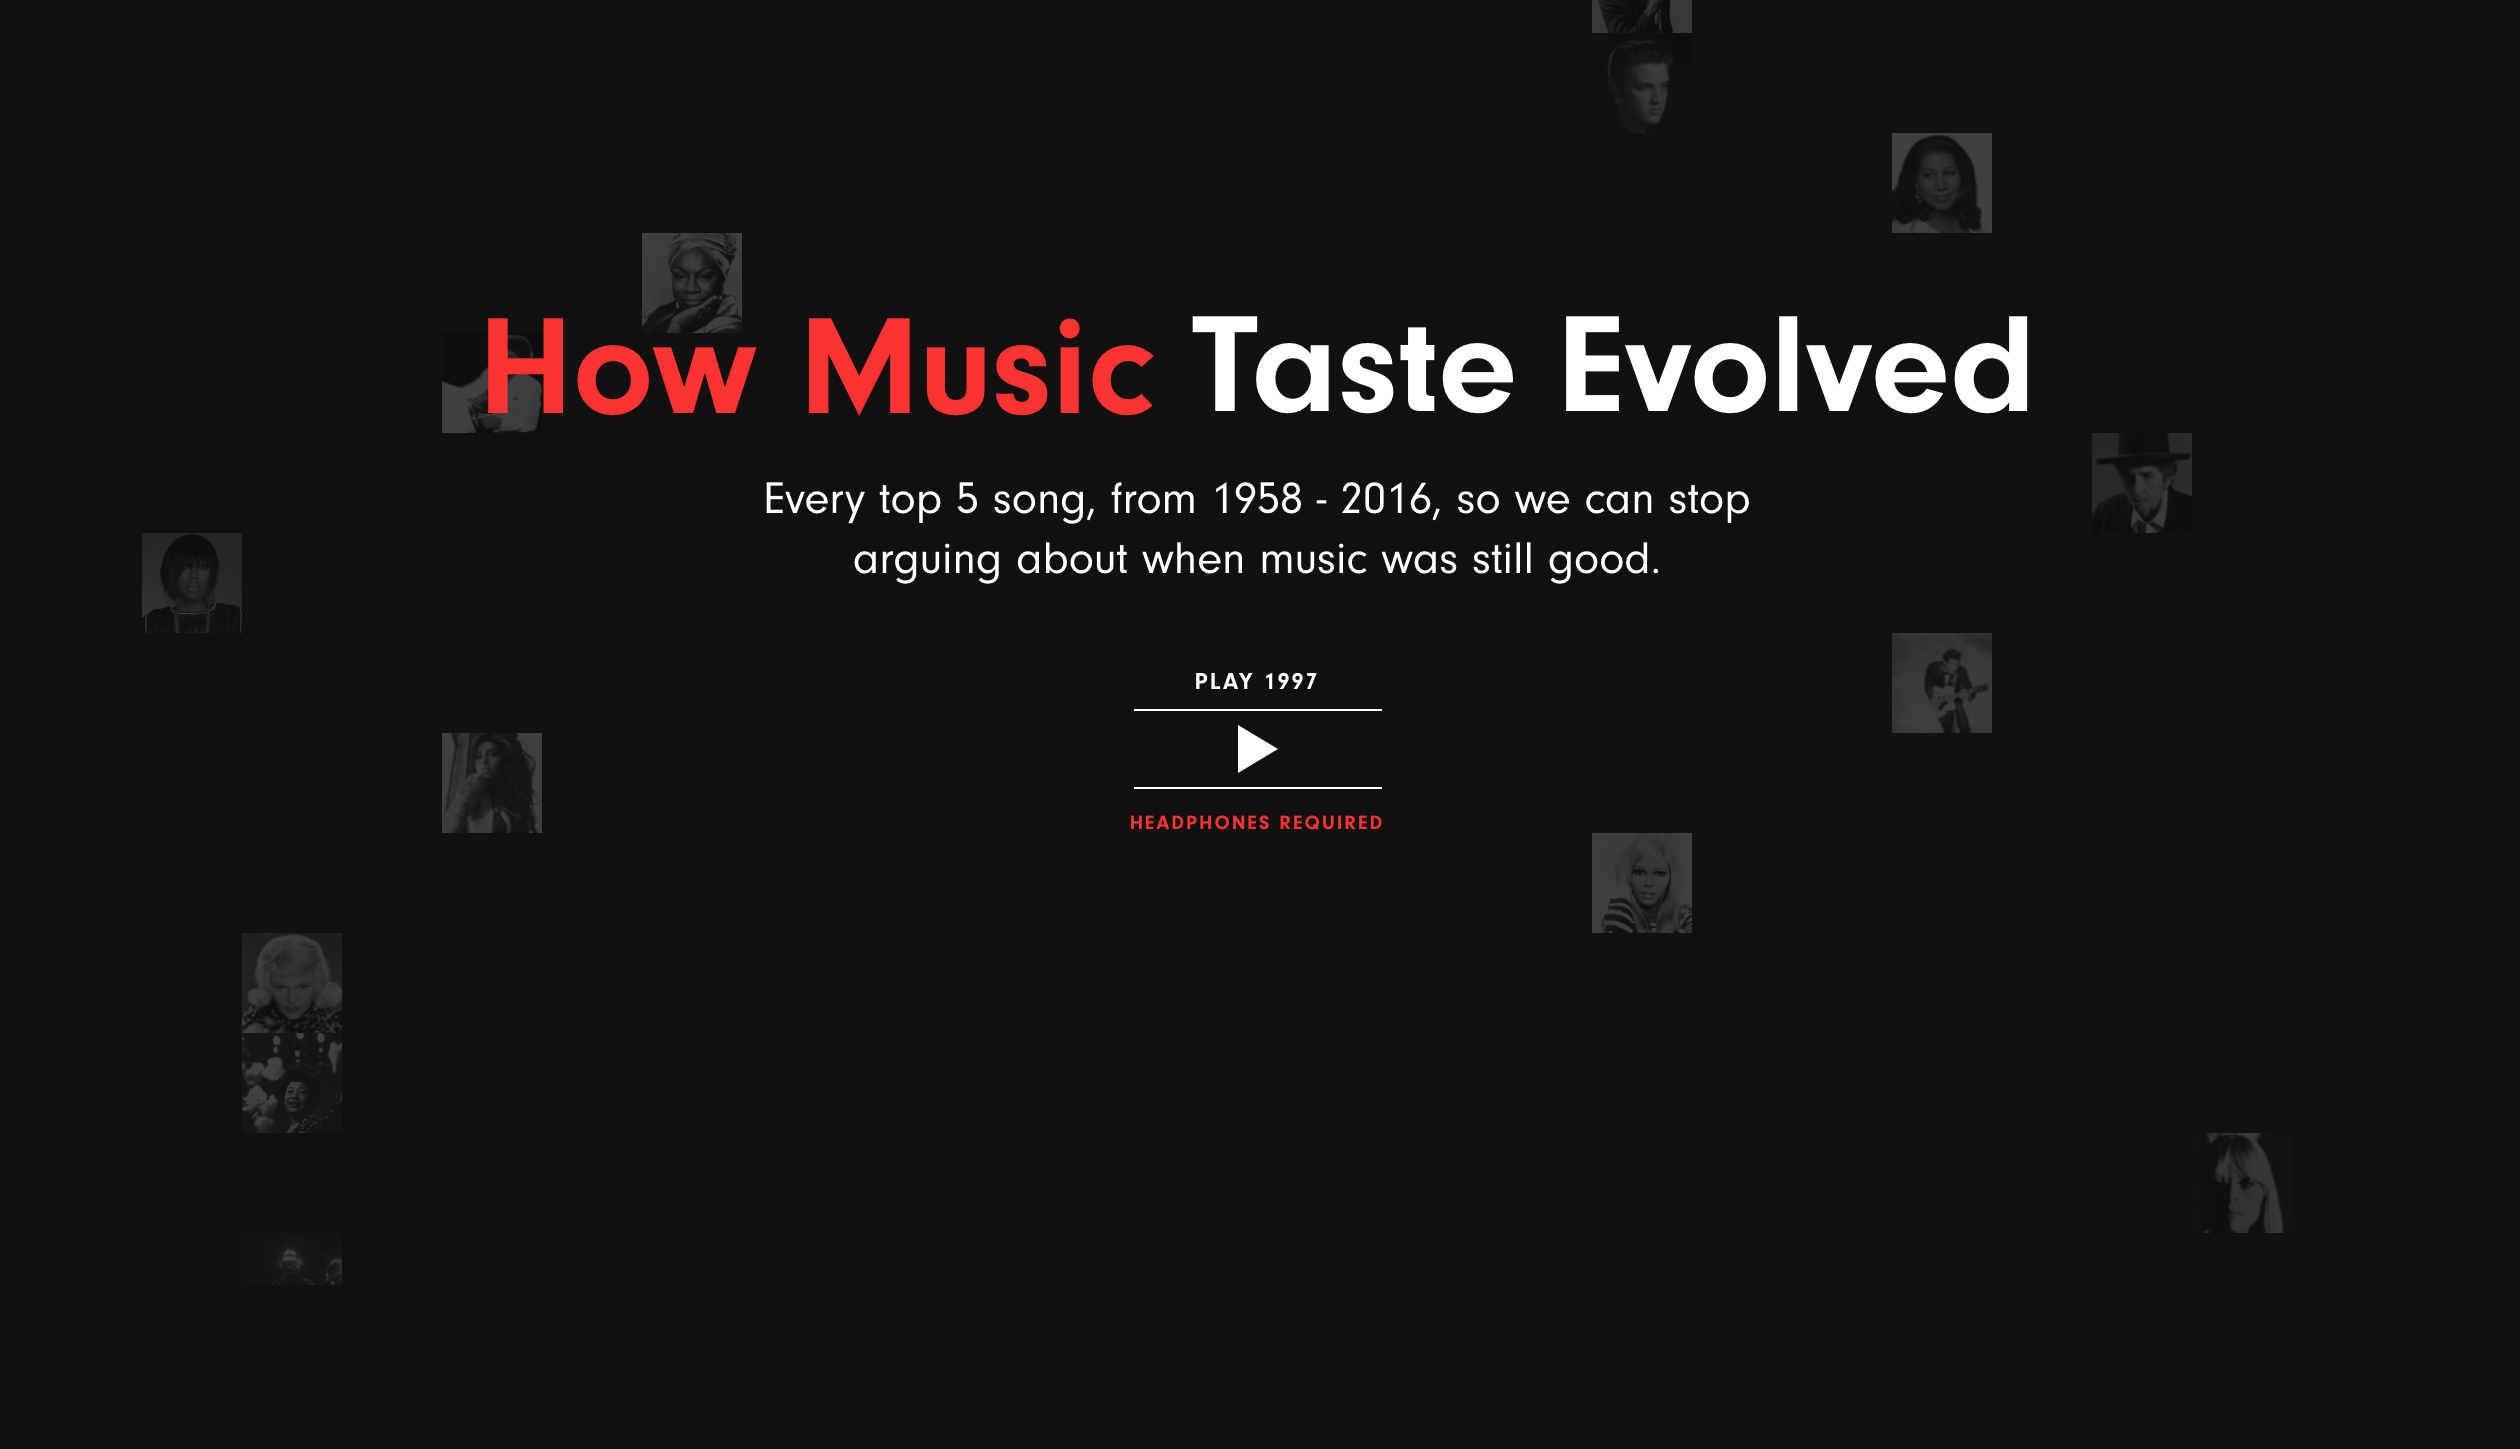 How Music Taste Evolved
Every top 5 song, from 1958 - 2016, so we can stop
arguing about when music was still good.
PLAY 1997
HEADPHONES REQUIRED